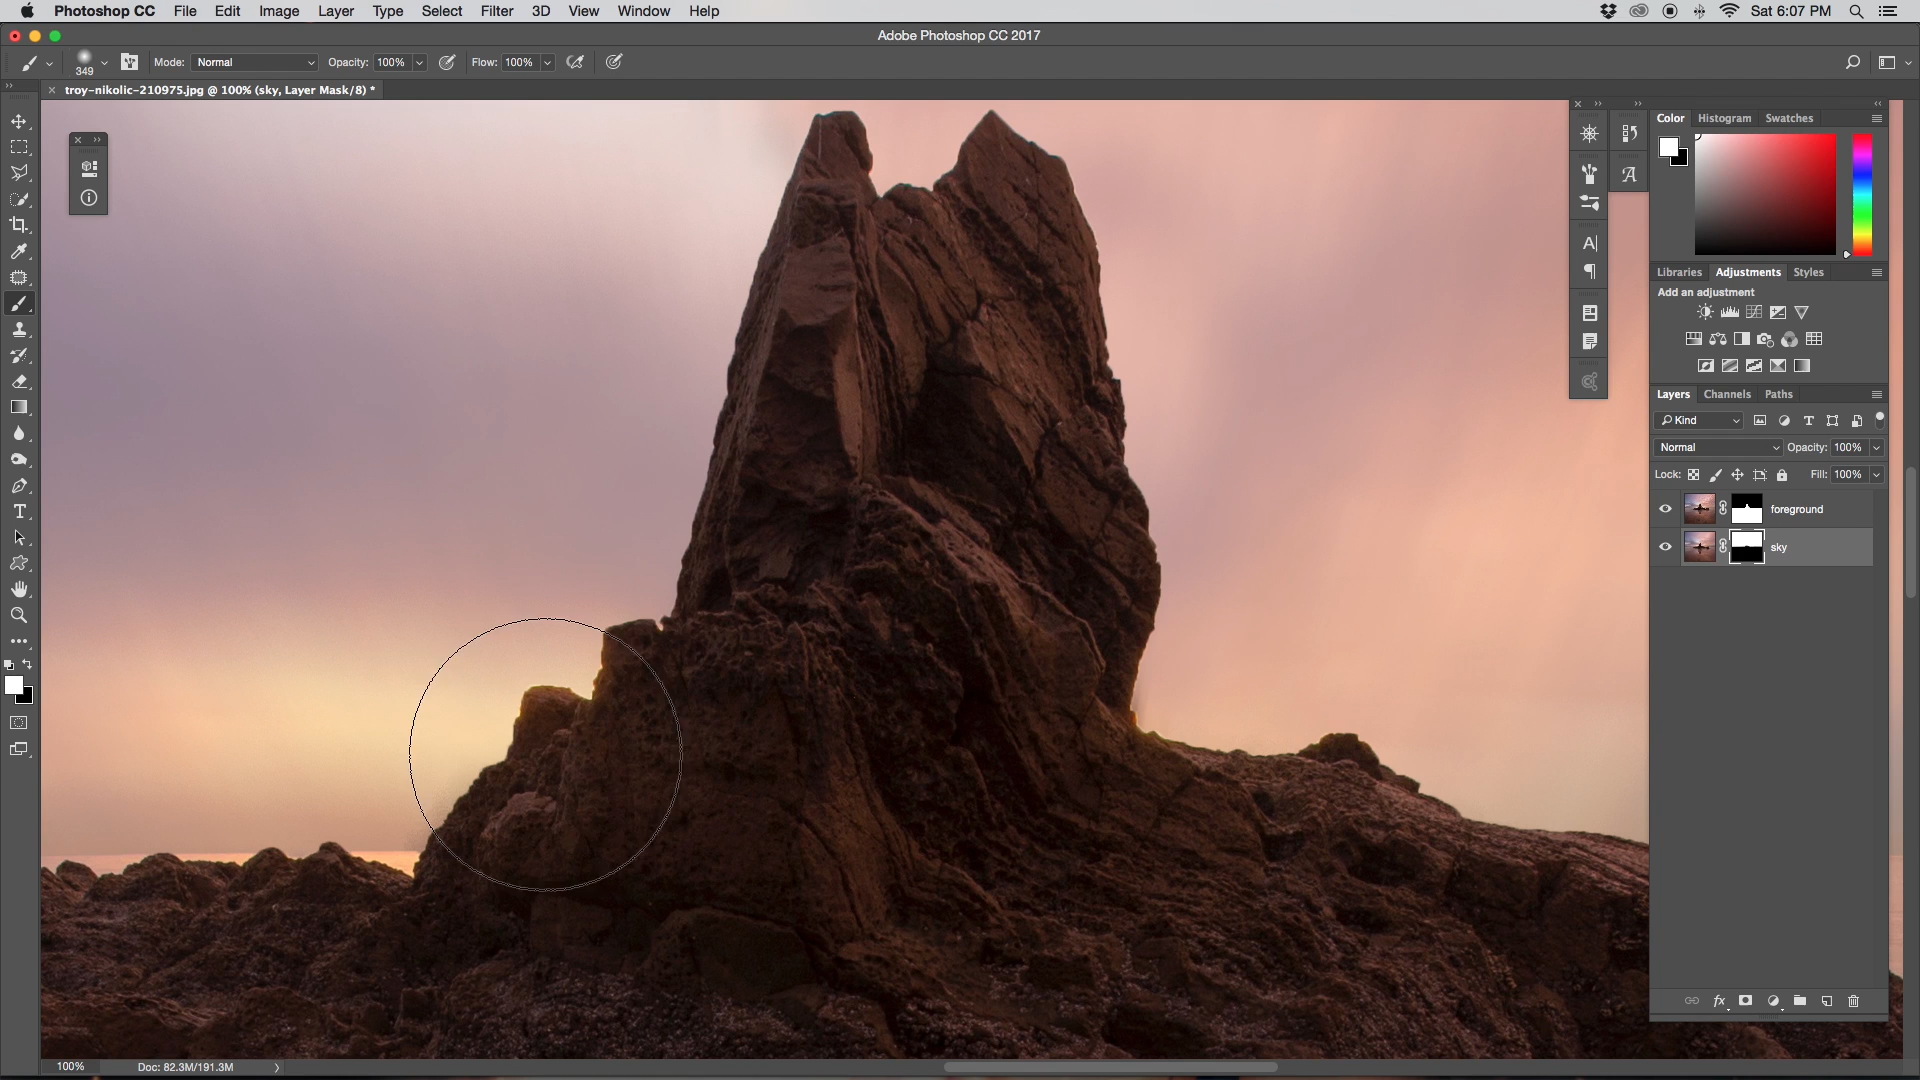 Photoshop CC File Edit Image Layer Type Select Filter 3D View Window Help Sat 6:07 PM
Adobe Photoshop CC 2017
349 Mode: Normal Opacity: 100% Flow: 100%
troy-nikolic-210975.jpg @ 100% (sky, Layer Mask/8) *
Color Histogram Swatches
Libraries Adjustments Styles
Add an adjustment
Layers Channels Paths
Kind
Normal Opacity: 100%
Lock: Fill: 100%
foreground
sky
fx
100% Doc: 82.3M/191.3M